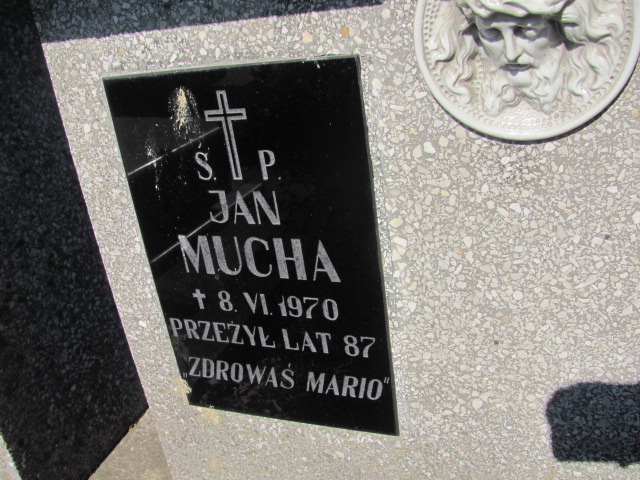 Ś. P.
JAN
MUCHA
✝ 8. VI. 1970
PRZEŻYŁ LAT 87
„ZDROWAŚ MARIO"